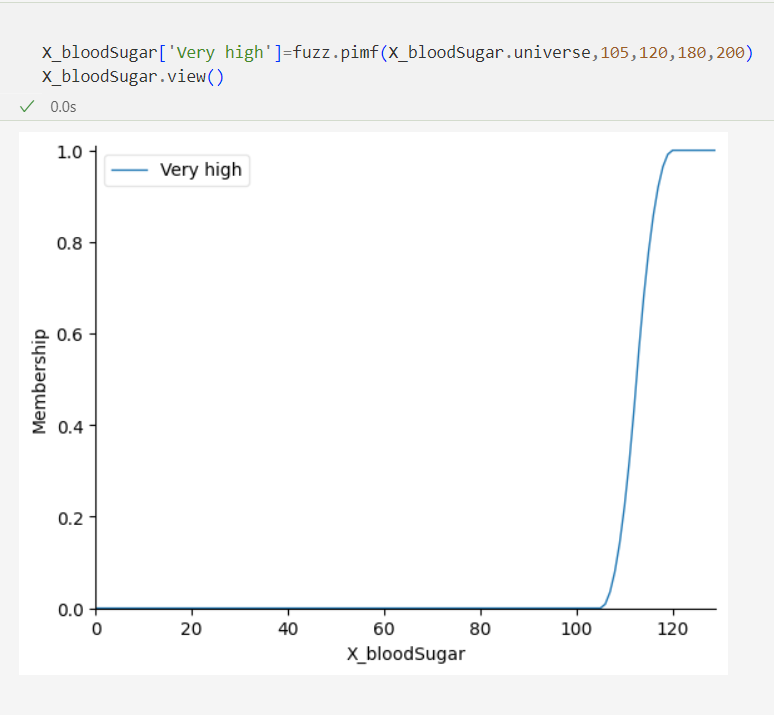 X_bloodSugar['Very high']=fuzz.pimf(X_bloodSugar.universe,105,120,180,200)
X_bloodSugar.view()
✓ 0.0s
1.0
Very high
0.8
0.6
Membership
0.4
0.2
0.0
0 20 40 60 80 100 120
X_bloodSugar